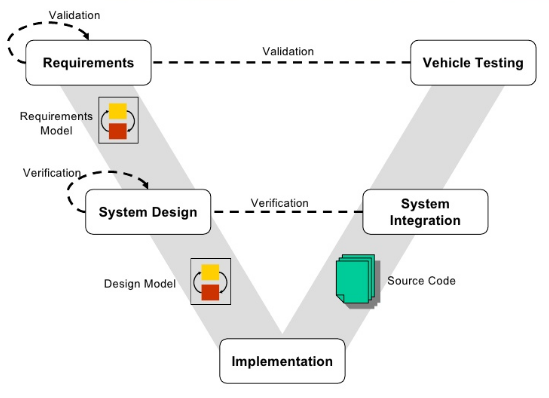 Validation
Requirements
Validation
Vehicle Testing
Requirements
Model
Verification
System Design
Verification
System
Integration
Design Model
Source Code
Implementation